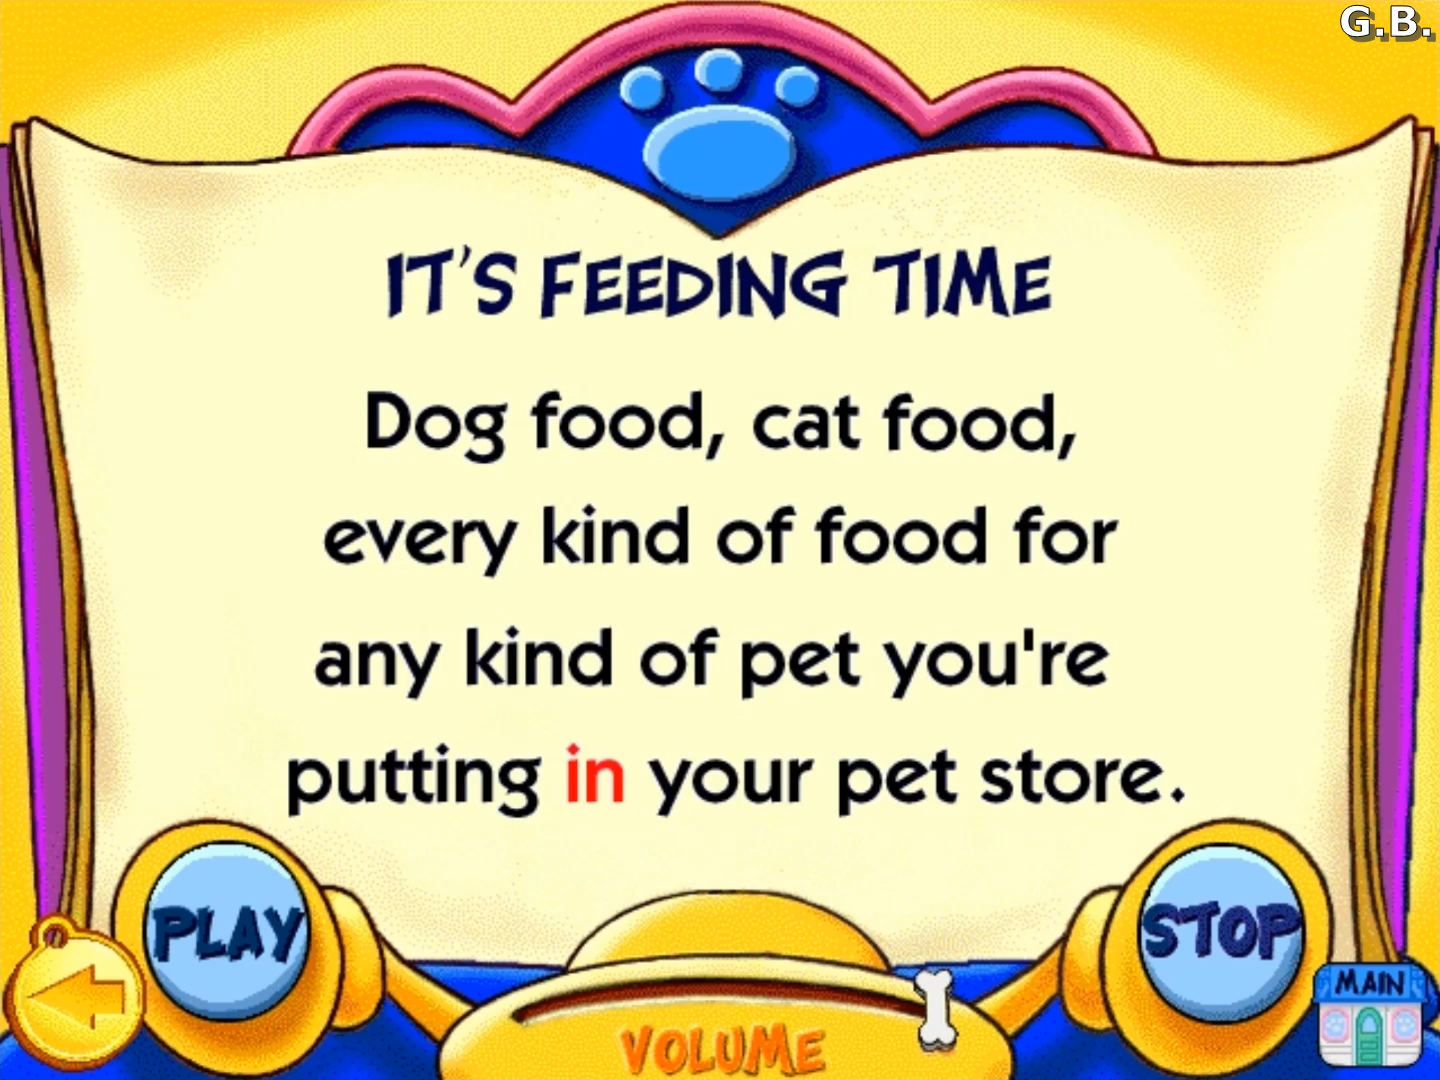 G.B.
IT'S FEEDING TIME
Dog food, cat food,
every kind of food for
any kind of pet you're
putting in your pet store.
PLAY
STOP
MAIN
VOLUME